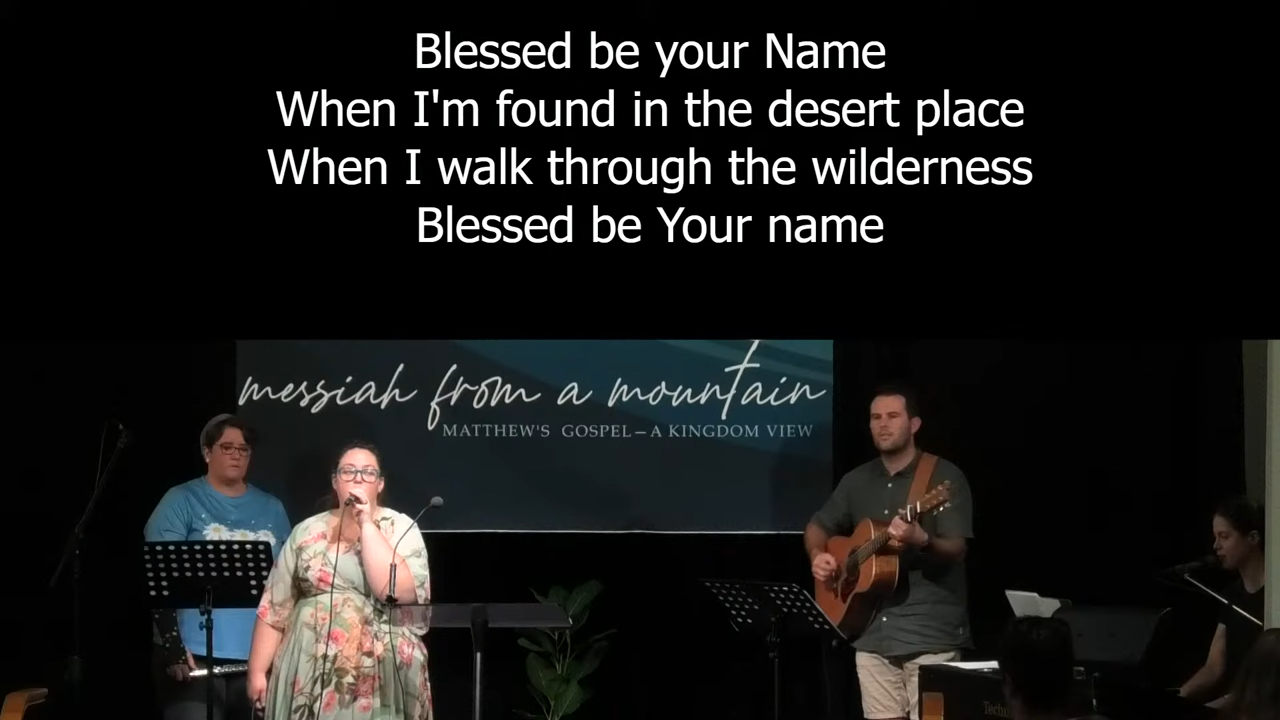 Blessed be your Name
When I'm found in the desert place
When I walk through the wilderness
Blessed be Your name
messiah from a mountain
MATTHEW'S GOSPEL – A KINGDOM VIEW